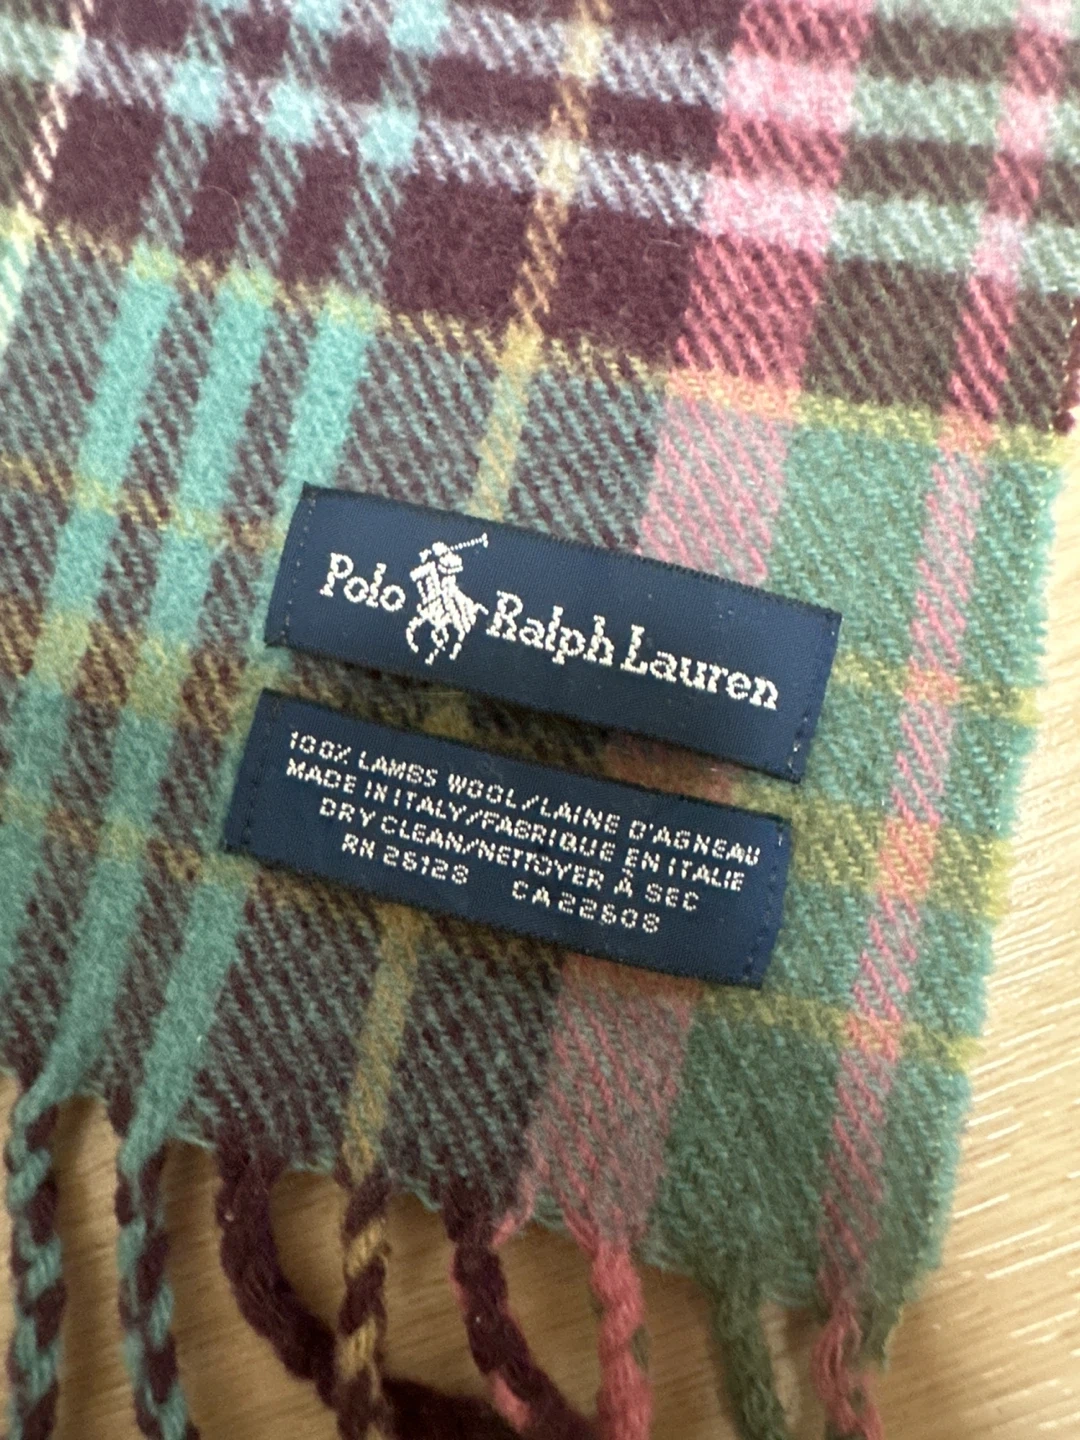 Polo Ralph Lauren
100% LAMBS WOOL/LAINE D'AGNEAU
MADE IN ITALY/FABRIQUE EN ITALIE
DRY CLEAN/NETTOYER À SEC
RN 26128 CA 22608